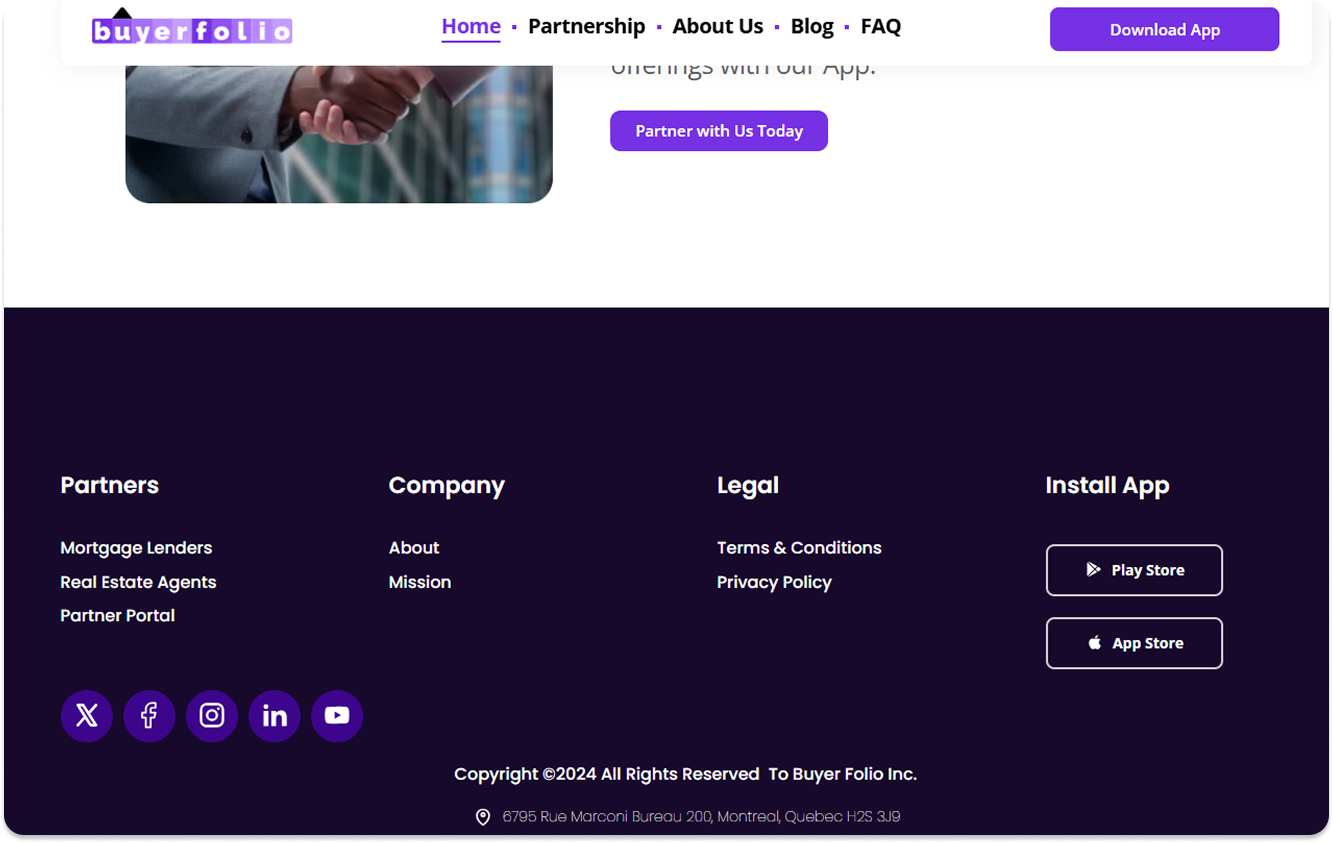 buyerfolio
Home Partnership About Us Blog FAQ
Download App
offerings with our App.
Partner with Us Today
Partners
Mortgage Lenders
Real Estate Agents
Partner Portal
Company
About
Mission
Legal
Terms & Conditions
Privacy Policy
Install App
Play Store
App Store
Copyright ©2024 All Rights Reserved To Buyer Folio Inc.
6795 Rue Marconi Bureau 200, Montreal, Quebec H2S 3J9